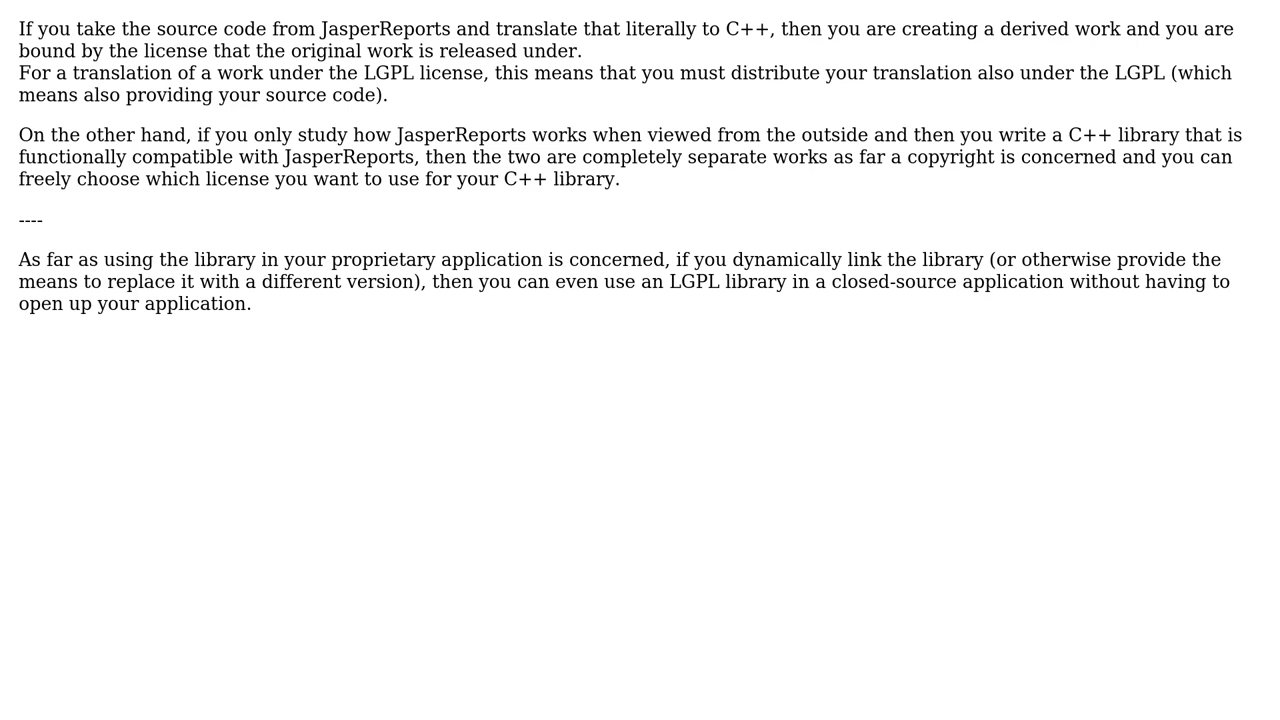 If you take the source code from JasperReports and translate that literally to C++, then you are creating a derived work and you are
bound by the license that the original work is released under.
For a translation of a work under the LGPL license, this means that you must distribute your translation also under the LGPL (which
means also providing your source code).
On the other hand, if you only study how JasperReports works when viewed from the outside and then you write a C++ library that is
functionally compatible with JasperReports, then the two are completely separate works as far a copyright is concerned and you can
freely choose which license you want to use for your C++ library.
----
As far as using the library in your proprietary application is concerned, if you dynamically link the library (or otherwise provide the
means to replace it with a different version), then you can even use an LGPL library in a closed-source application without having to
open up your application.